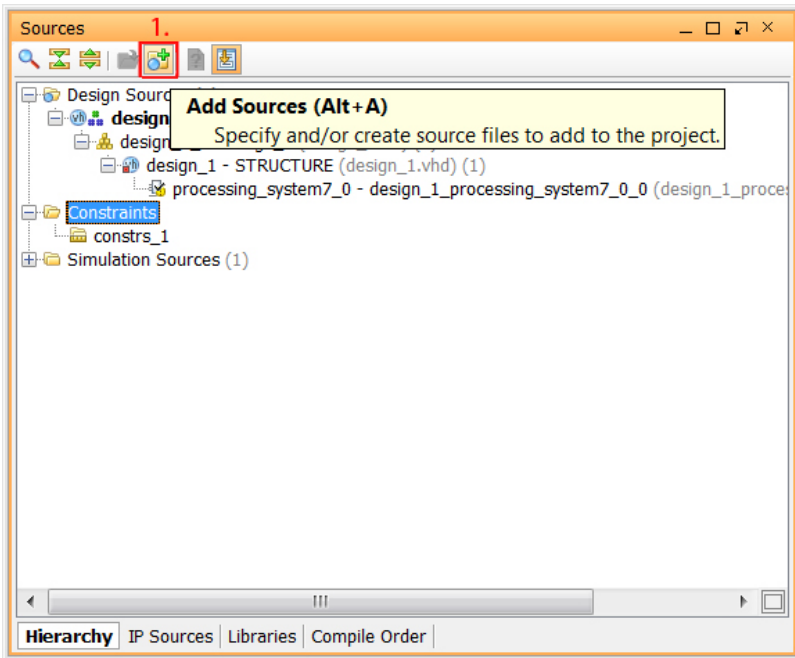 Sources
1.
Design Sourc
Add Sources (Alt+A)
design
Specify and/or create source files to add to the project.
design
design_1 - STRUCTURE (design_1.vhd) (1)
processing_system7_0 - design_1_processing_system7_0_0 (design_1_proces
Constraints
constrs_1
Simulation Sources (1)
Hierarchy IP Sources Libraries Compile Order